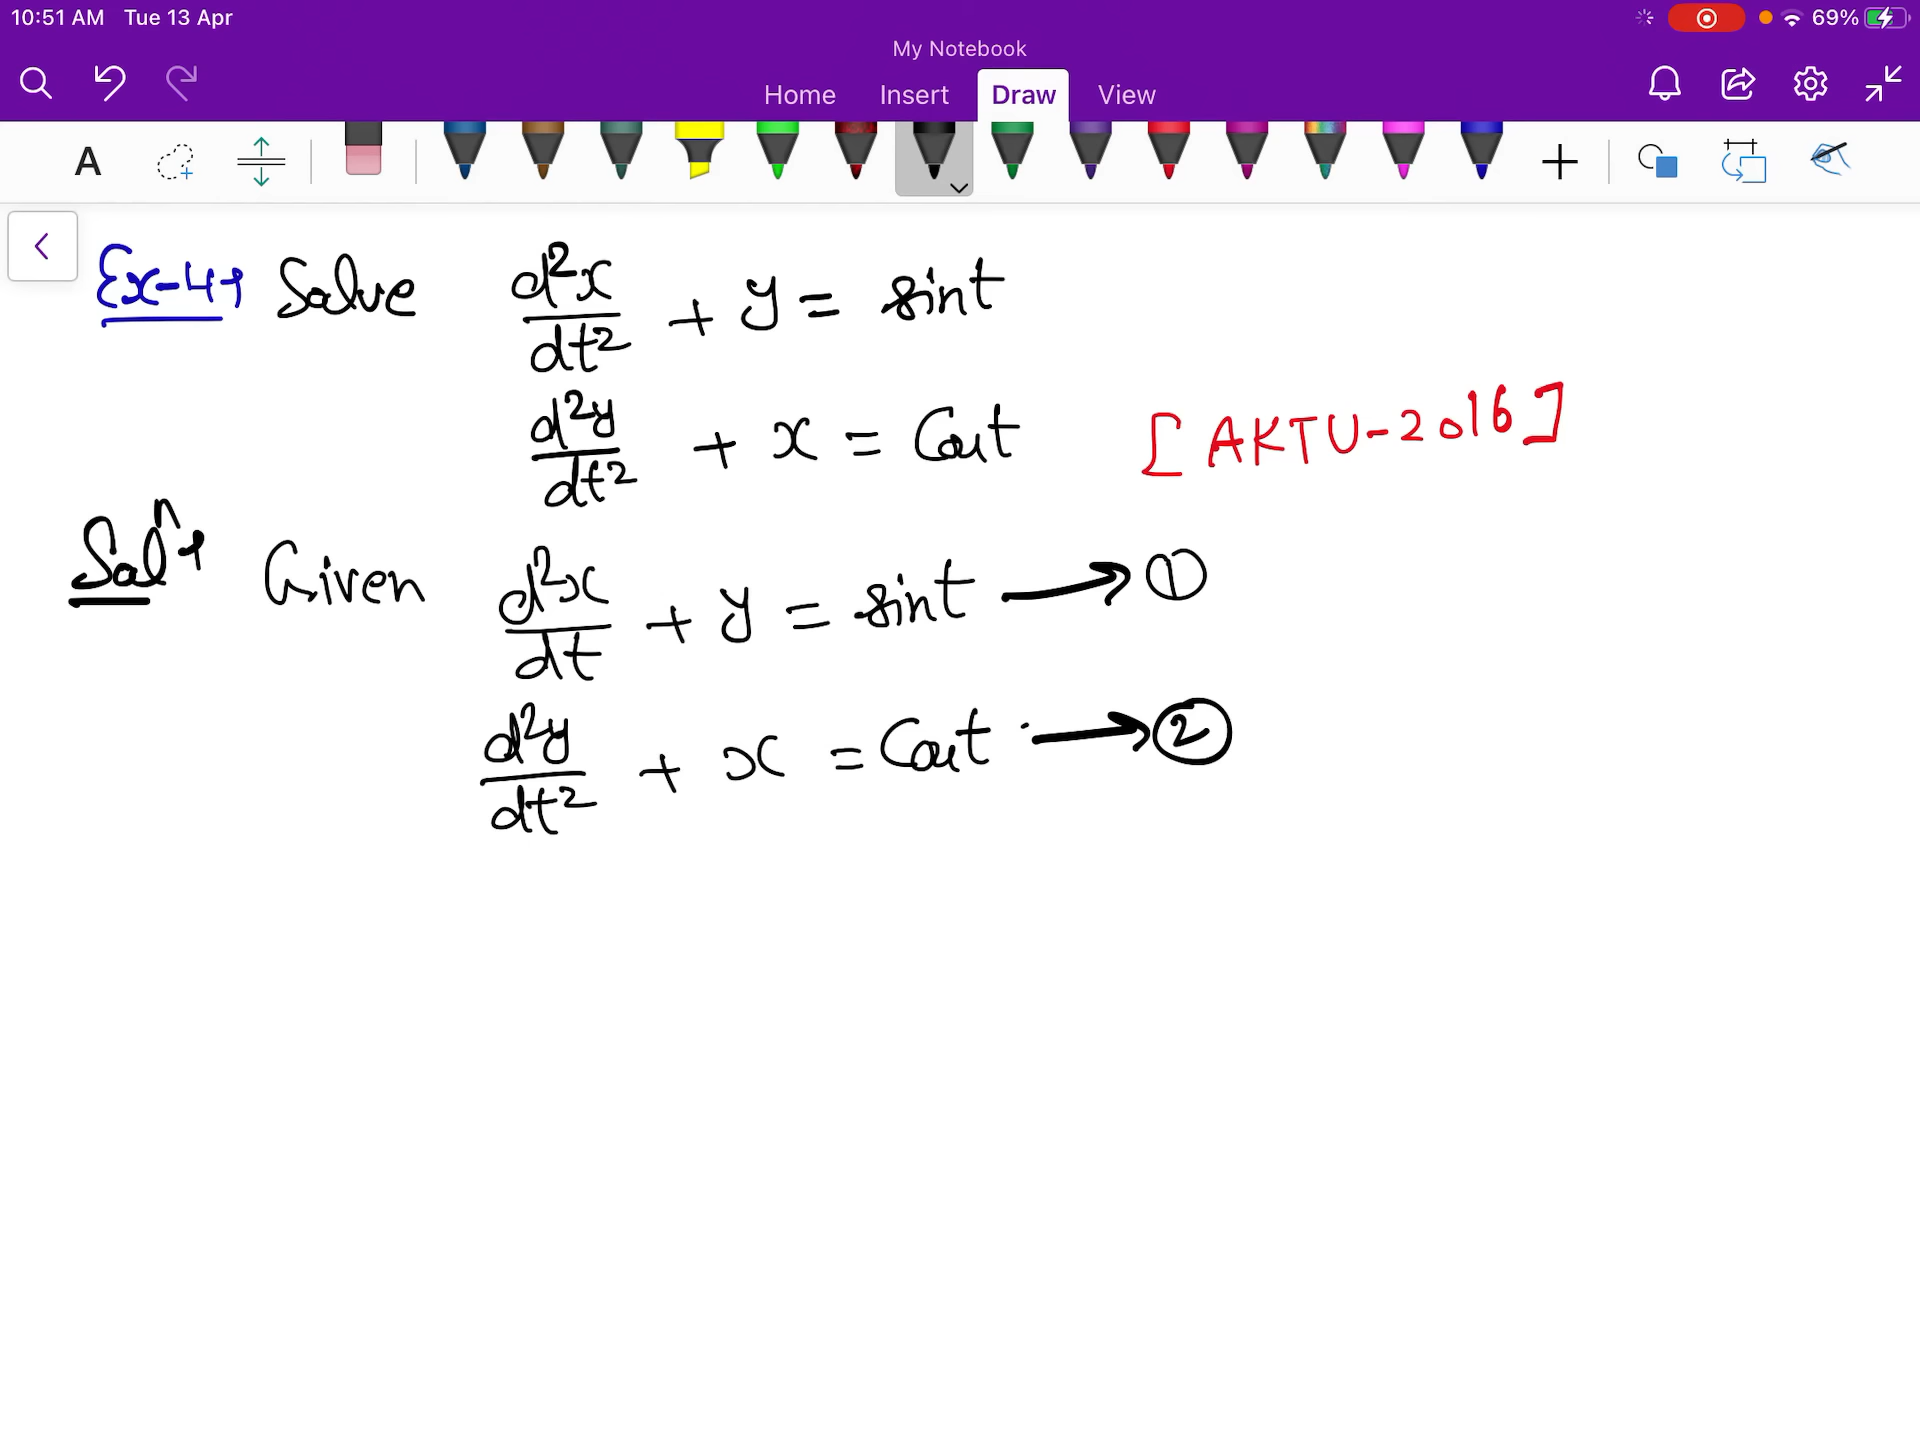 10:51 AM Tue 13 Apr 69%
My Notebook
Home Insert Draw View
A
Ex-4→ Solve d²x/dt² + y = sint
d²y/dt² + x = Cost [AKTU-2016]
Solⁿ→ Given d²x/dt + y = sint → ①
d²y/dt² + x = Cost → ②